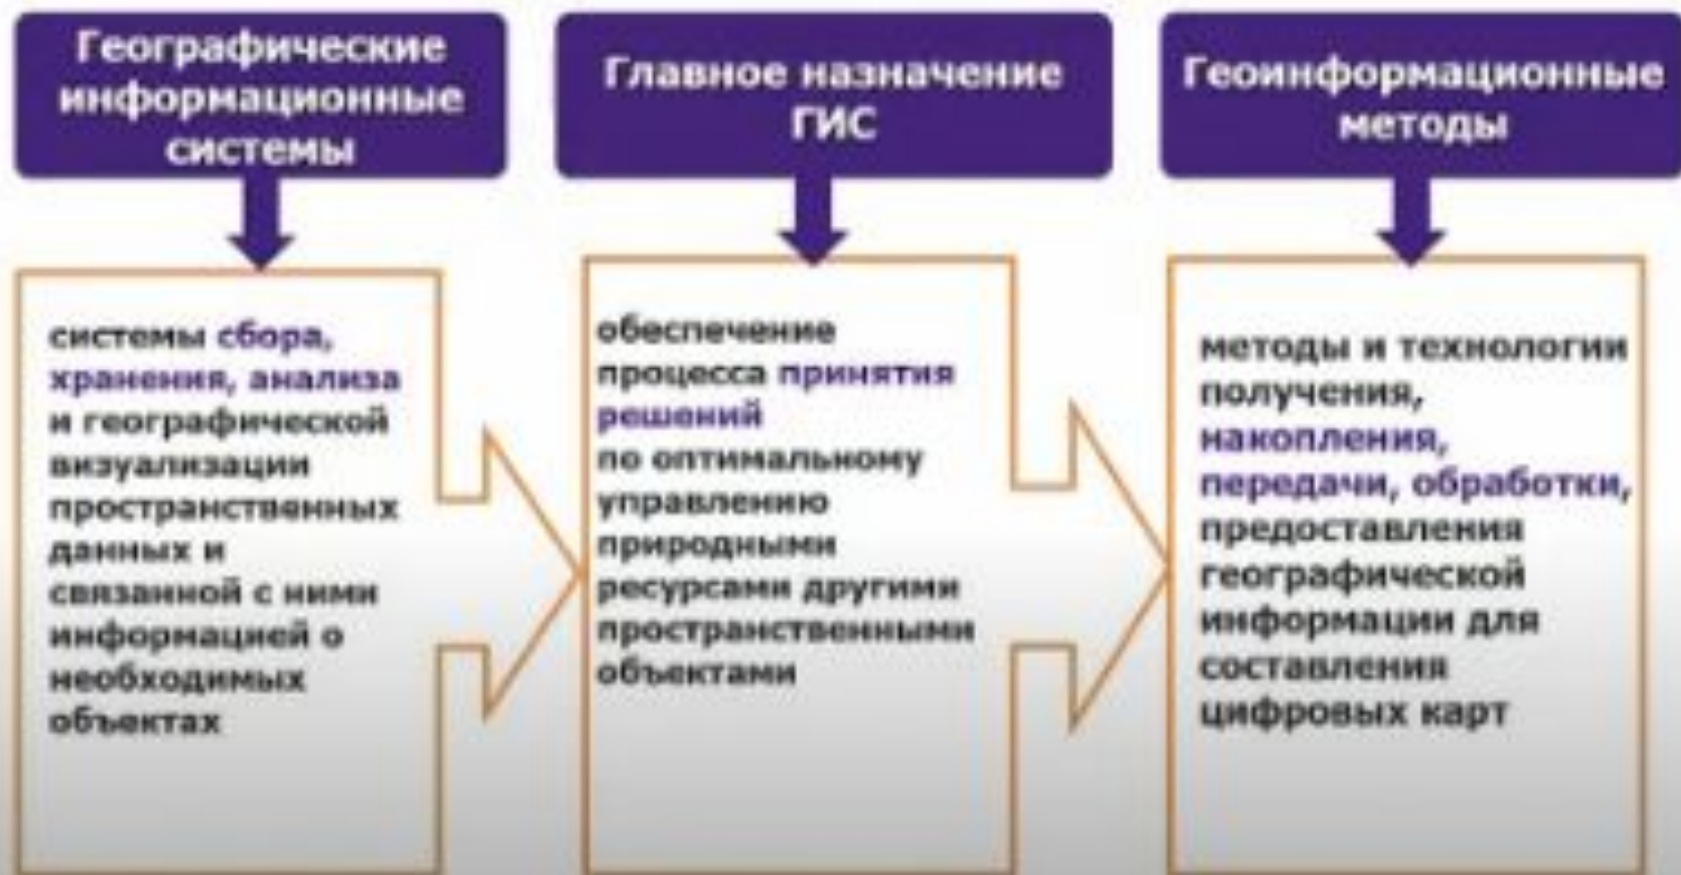 Географические
информационные
системы
системы сбора,
хранения, анализа
и географической
визуализации
пространственных
данных и
связанной с ними
информацией о
необходимых
объектах
Главное назначение
ГИС
обеспечение
процесса принятия
решений
по оптимальному
управлению
природными
ресурсами другими
пространственными
объектами
Геоинформационные
методы
методы и технологии
получения,
накопления,
передачи, обработки,
предоставления
географической
информации для
составления
цифровых карт